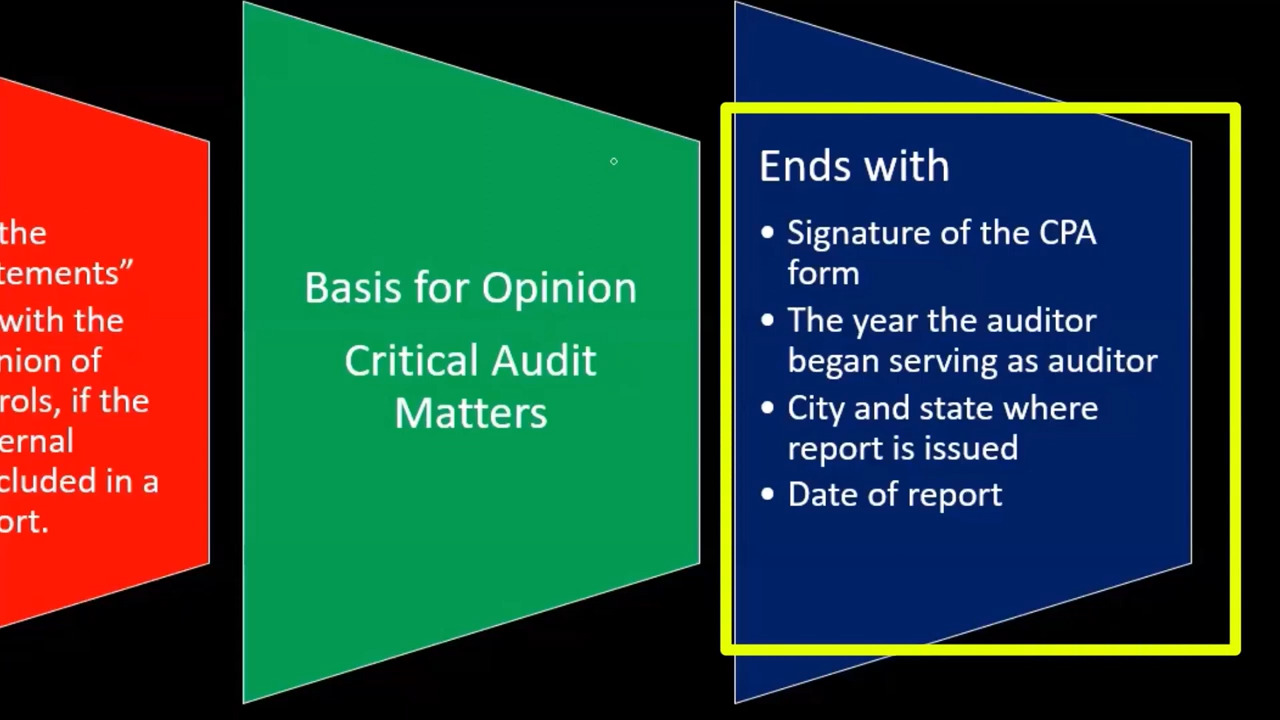 the
tements”
with the
nion of
rols, if the
ernal
cluded in a
ort.
Basis for Opinion
Critical Audit
Matters
Ends with
• Signature of the CPA
form
• The year the auditor
began serving as auditor
• City and state where
report is issued
• Date of report